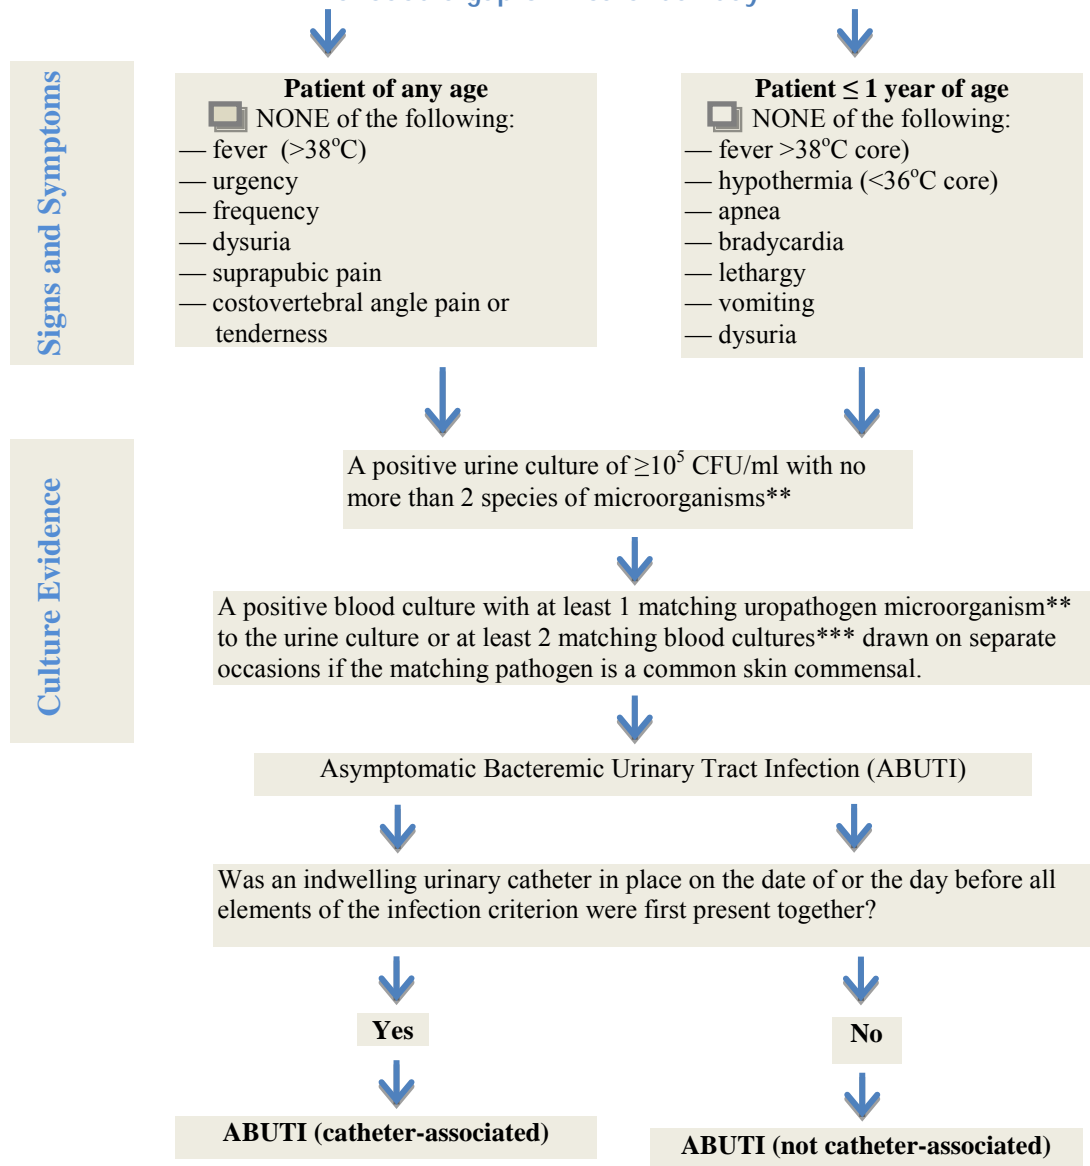 Signs and Symptoms
Patient of any age
NONE of the following:
— fever (>38°C)
— urgency
— frequency
— dysuria
— suprapubic pain
— costovertebral angle pain or
tenderness
Patient ≤ 1 year of age
NONE of the following:
— fever >38°C core)
— hypothermia (<36°C core)
— apnea
— bradycardia
— lethargy
— vomiting
— dysuria
Culture Evidence
A positive urine culture of ≥10⁵ CFU/ml with no
more than 2 species of microorganisms**
A positive blood culture with at least 1 matching uropathogen microorganism**
to the urine culture or at least 2 matching blood cultures*** drawn on separate
occasions if the matching pathogen is a common skin commensal.
Asymptomatic Bacteremic Urinary Tract Infection (ABUTI)
Was an indwelling urinary catheter in place on the date of or the day before all
elements of the infection criterion were first present together?
Yes
No
ABUTI (catheter-associated)
ABUTI (not catheter-associated)